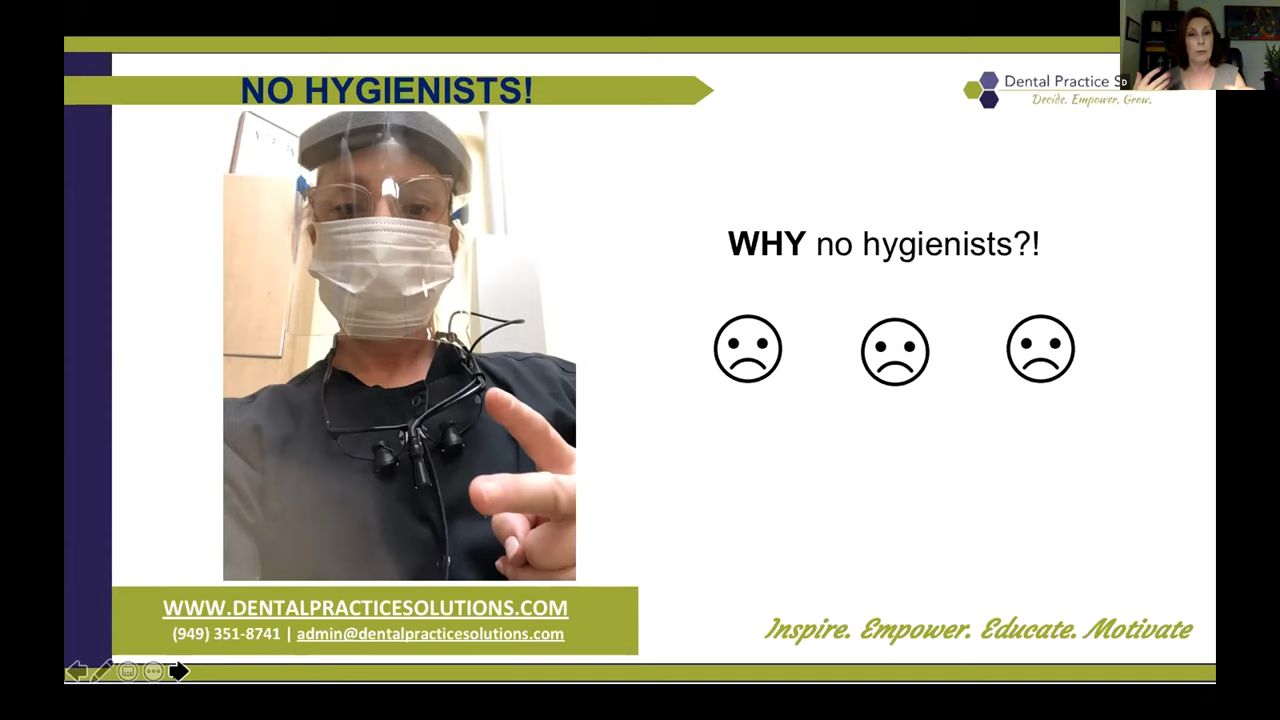 NO HYGIENISTS!
Dental Practice S
Decide. Empower. Grow.
WHY no hygienists?!
WWW.DENTALPRACTICESOLUTIONS.COM
(949) 351-8741 | admin@dentalpracticesolutions.com
Inspire. Empower. Educate. Motivate